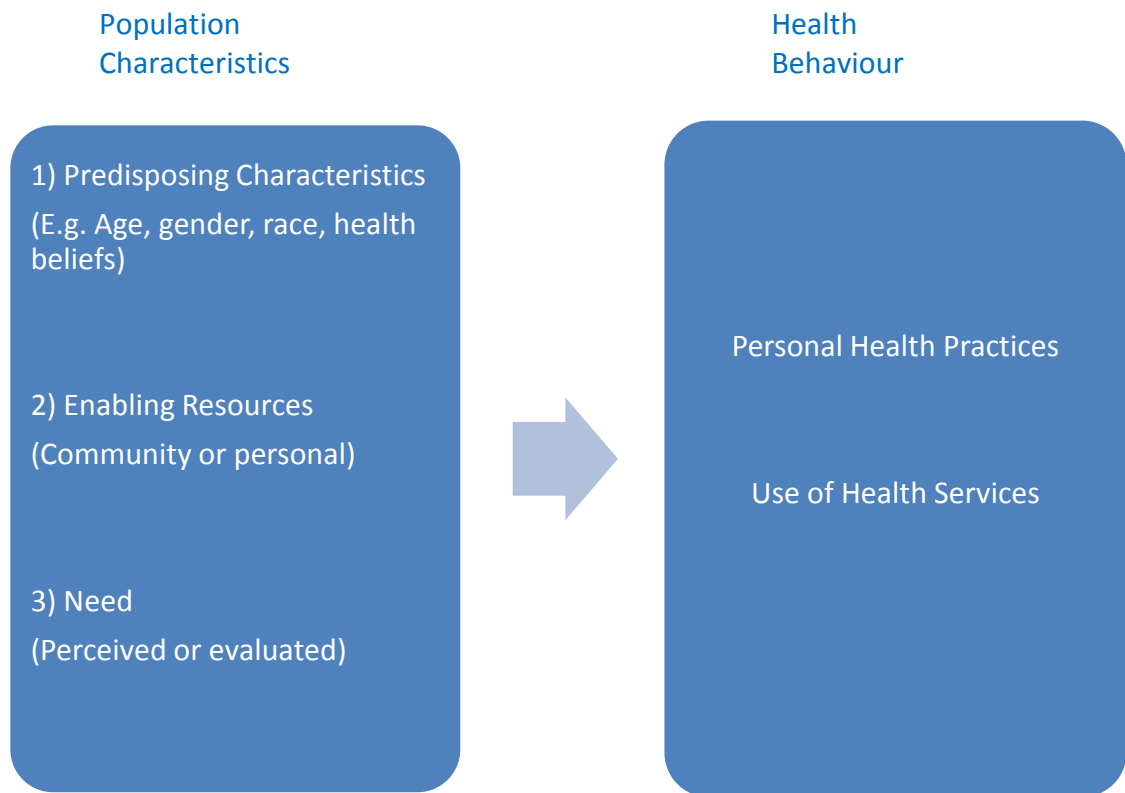 Population
Characteristics
Health
Behaviour
1) Predisposing Characteristics
(E.g. Age, gender, race, health
beliefs)
2) Enabling Resources
(Community or personal)
3) Need
(Perceived or evaluated)
Personal Health Practices
Use of Health Services